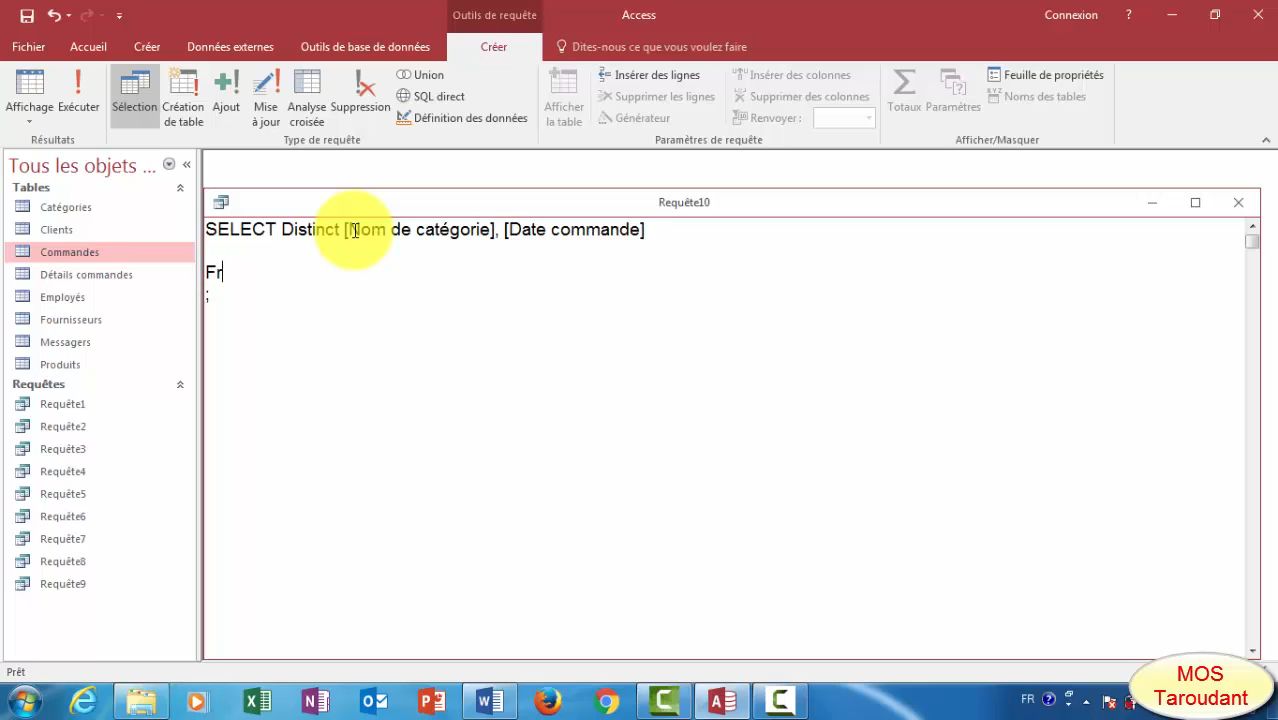 Outils de requête
Access
Connexion
?
Fichier
Accueil
Créer
Données externes
Outils de base de données
Créer
Dites-nous ce que vous voulez faire
Affichage
Exécuter
Résultats
Sélection
Création
de table
Ajout
Mise
à jour
Analyse
croisée
Suppression
Union
SQL direct
Définition des données
Type de requête
Afficher
la table
Insérer des lignes
Supprimer les lignes
Générateur
Insérer des colonnes
Supprimer des colonnes
Renvoyer :
Paramètres de requête
Totaux
Paramètres
Feuille de propriétés
Noms des tables
Afficher/Masquer
Tous les objets ...
Tables
Catégories
Clients
Commandes
Détails commandes
Employés
Fournisseurs
Messagers
Produits
Requêtes
Requête1
Requête2
Requête3
Requête4
Requête5
Requête6
Requête7
Requête8
Requête9
Requête10
SELECT Distinct [Nom de catégorie], [Date commande]
Fr
;
Prêt
FR
MOS
Taroudant